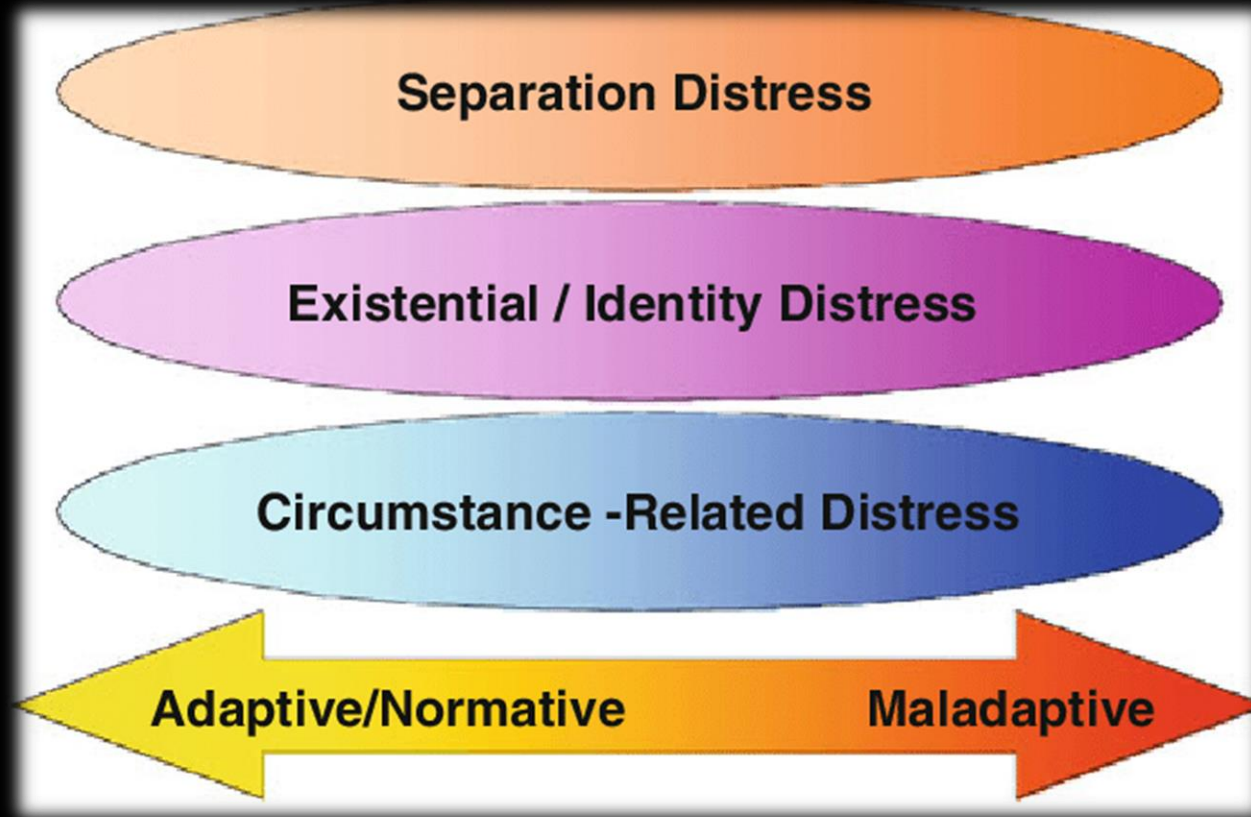 Separation Distress
Existential / Identity Distress
Circumstance -Related Distress
Adaptive/Normative Maladaptive